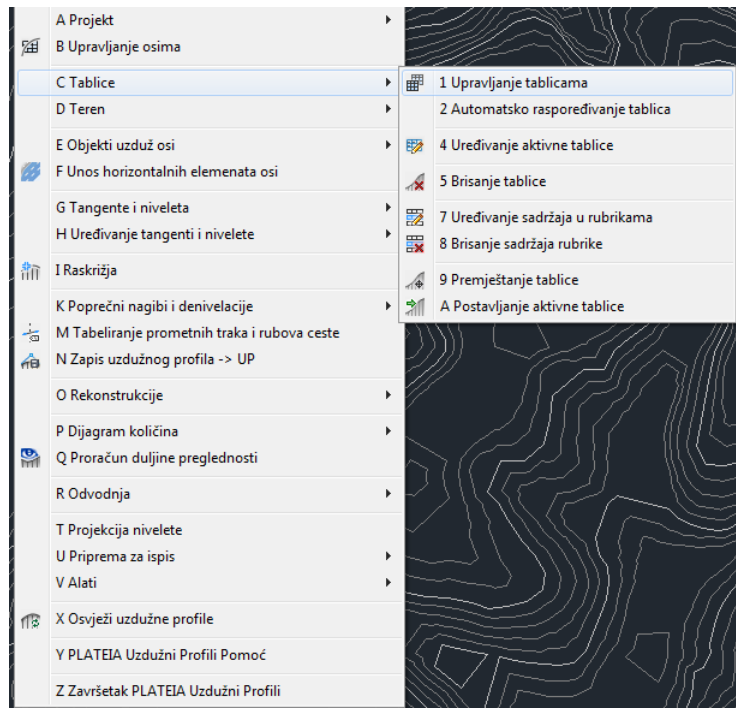 A Projekt
B Upravljanje osima
C Tablice
D Teren
E Objekti uzduž osi
F Unos horizontalnih elemenata osi
G Tangente i niveleta
H Uređivanje tangenti i nivelete
I Raskrižja
K Poprečni nagibi i denivelacije
M Tabeliranje prometnih traka i rubova ceste
N Zapis uzdužnog profila -> UP
O Rekonstrukcije
P Dijagram količina
Q Proračun duljine preglednosti
R Odvodnja
T Projekcija nivelete
U Priprema za ispis
V Alati
X Osvježi uzdužne profile
Y PLATEIA Uzdužni Profili Pomoć
Z Završetak PLATEIA Uzdužni Profili
1 Upravljanje tablicama
2 Automatsko raspoređivanje tablica
4 Uređivanje aktivne tablice
5 Brisanje tablice
7 Uređivanje sadržaja u rubrikama
8 Brisanje sadržaja rubrike
9 Premještanje tablice
A Postavljanje aktivne tablice